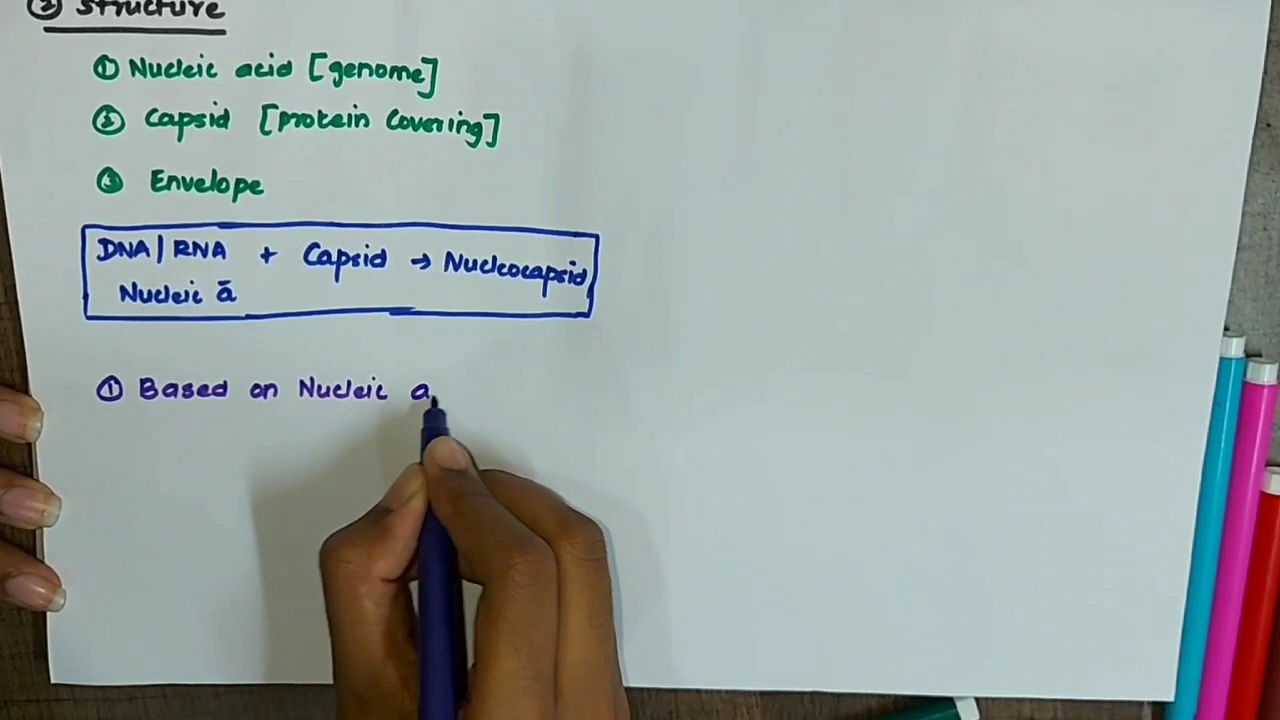 ② Structure
① Nucleic acid [genome]
② Capsid [protein Covering]
③ Envelope
DNA/RNA + Capsid → Nucleocapsid
Nucleic ā
① Based on Nucleic a